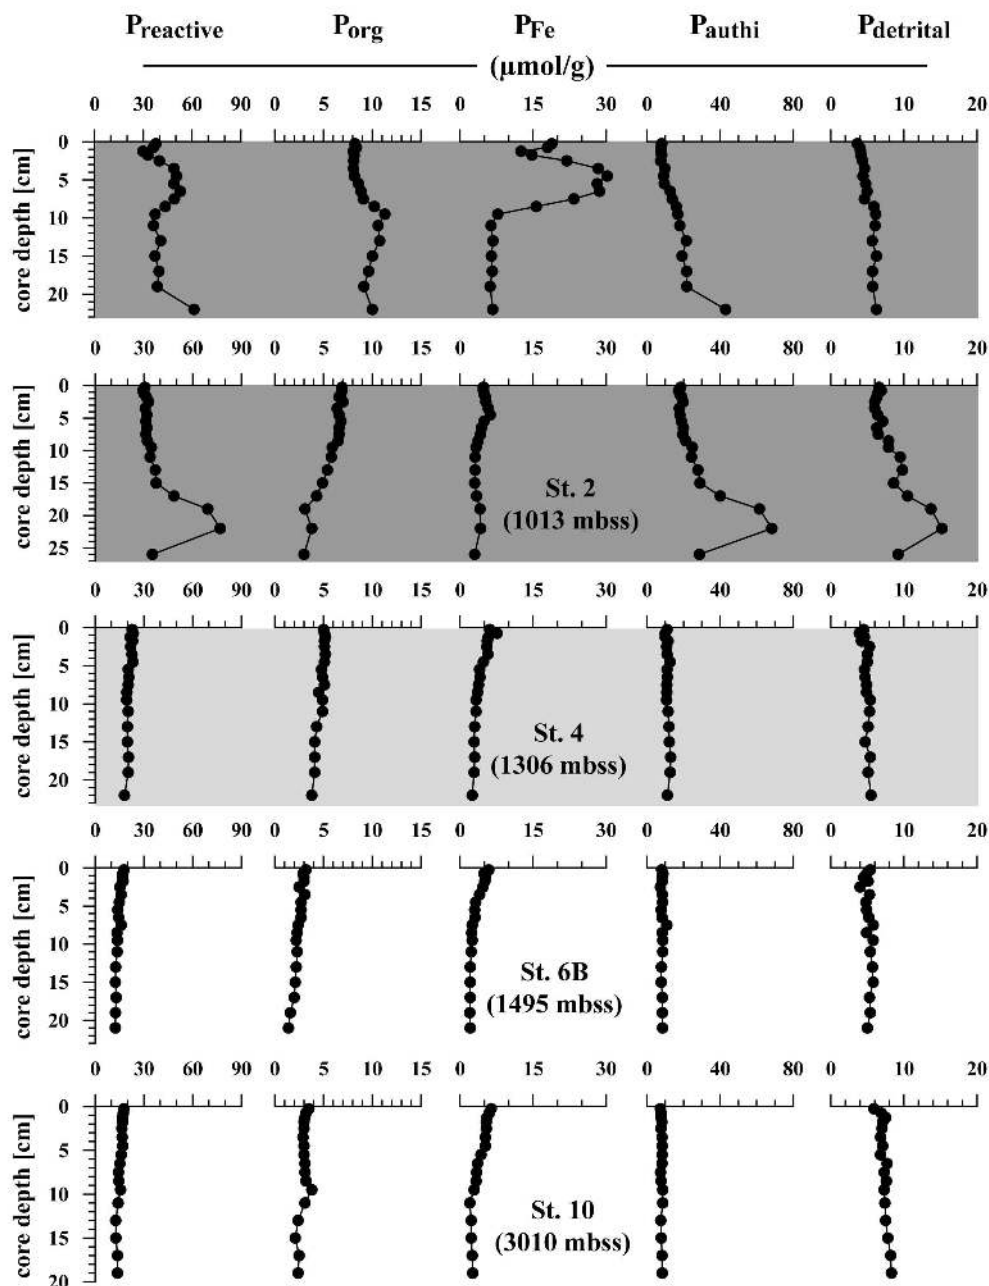 Preactive Porg PFe Pauthi Pdetrital
(μmol/g)
0 30 60 90 0 5 10 15 0 15 30 0 40 80 0 10 20
core depth [cm]
0
5
10
15
20
0 30 60 90 0 5 10 15 0 15 30 0 20 40 60 80 0 10 20
core depth [cm]
0
5
10
15
20
25
St. 2
(1013 mbss)
0 30 60 90 0 5 10 15 0 15 30 0 20 40 60 80 0 10 20
core depth [cm]
0
5
10
15
20
St. 4
(1306 mbss)
0 30 60 90 0 5 10 15 0 15 30 0 40 80 0 10 20
core depth [cm]
0
10
20
St. 6B
(1495 mbss)
0 30 60 90 0 5 10 15 0 15 30 0 40 80 0 10 20
core depth [cm]
0
5
10
15
20
St. 10
(3010 mbss)